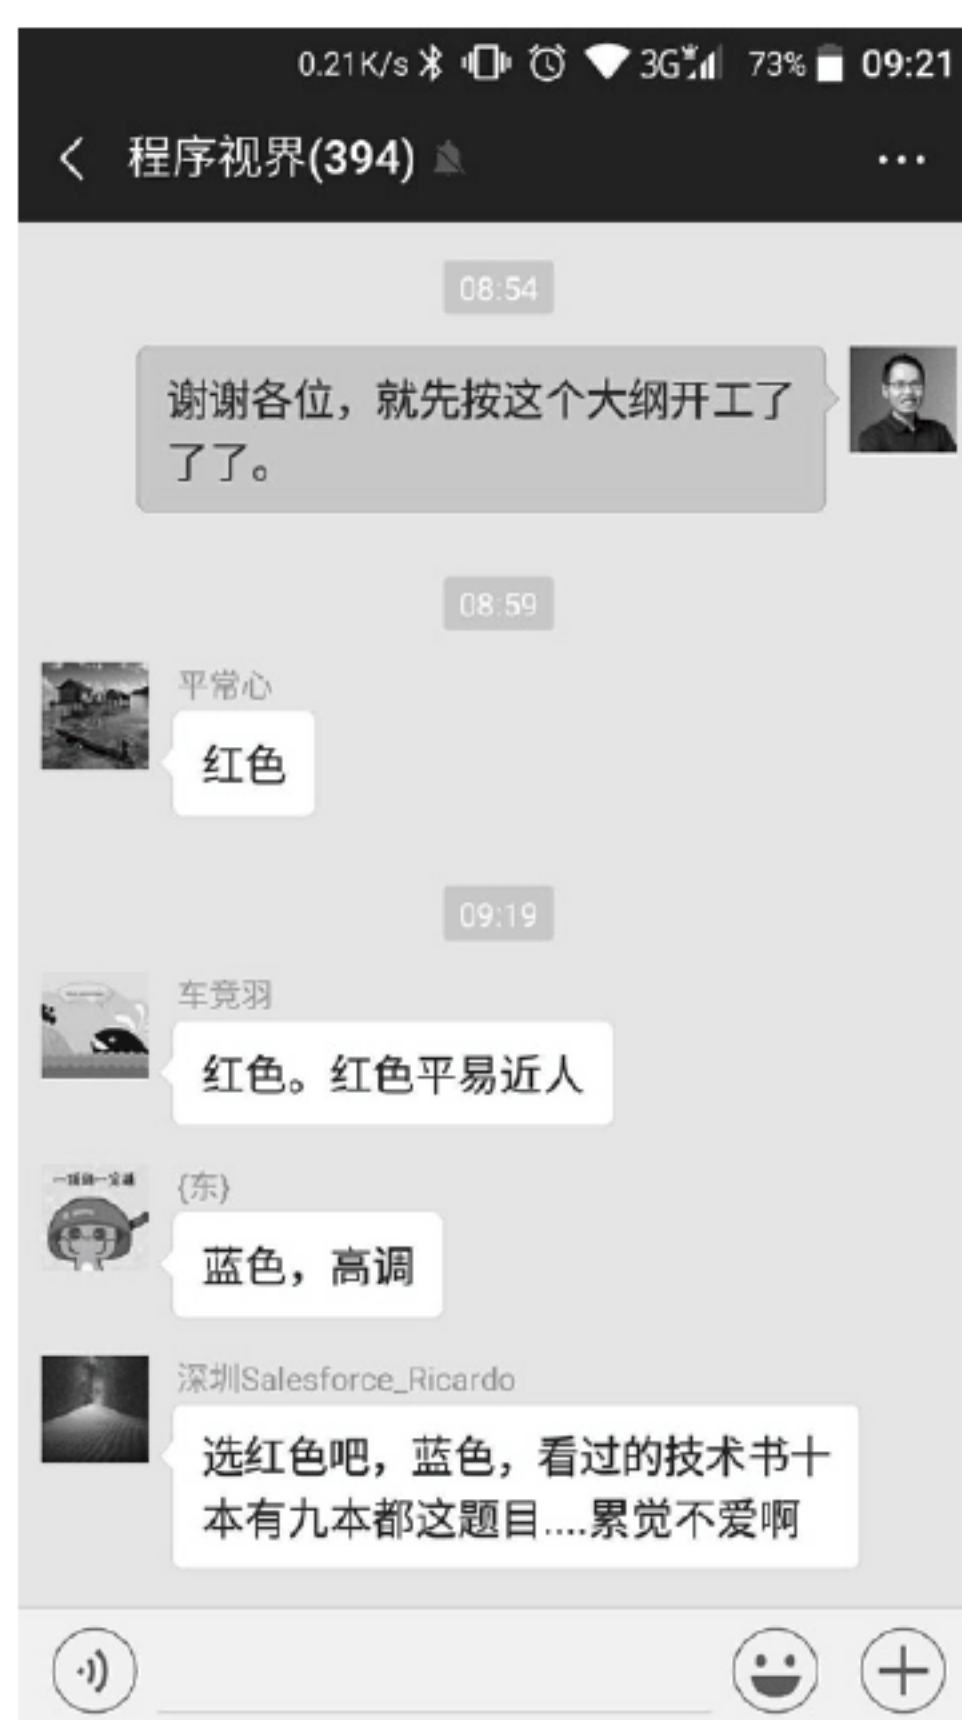 0.21K/s 3G 73% 09:21
程序视界(394)
08:54
谢谢各位，就先按这个大纲开工了
了了。
08:59
平常心
红色
09:19
车竞羽
红色。红色平易近人
{东}
蓝色，高调
深圳Salesforce_Ricardo
选红色吧，蓝色，看过的技术书十
本有九本都这题目....累觉不爱啊